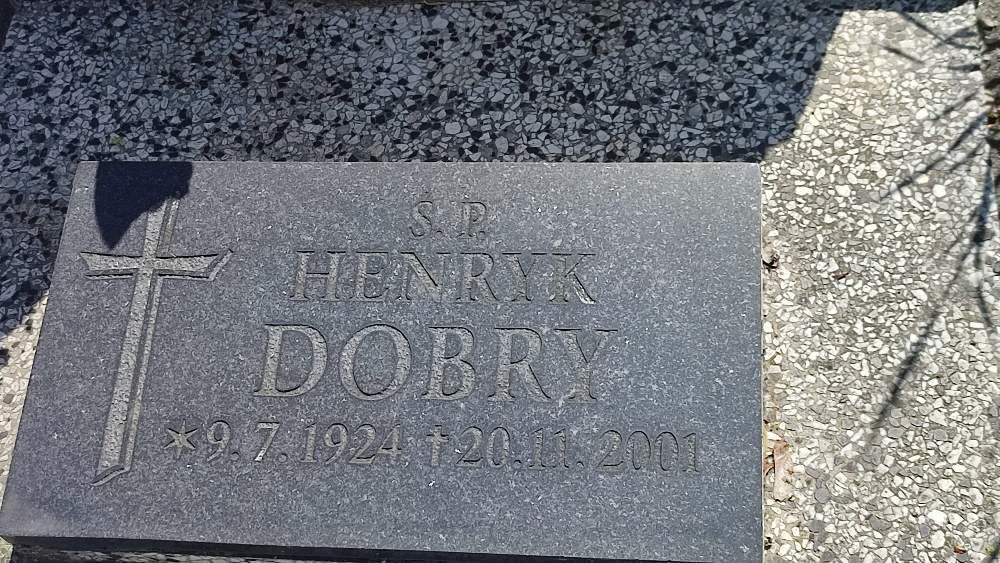 Ś. P.
HENRYK
DOBRY
*9.7.1924 †20.11.2001